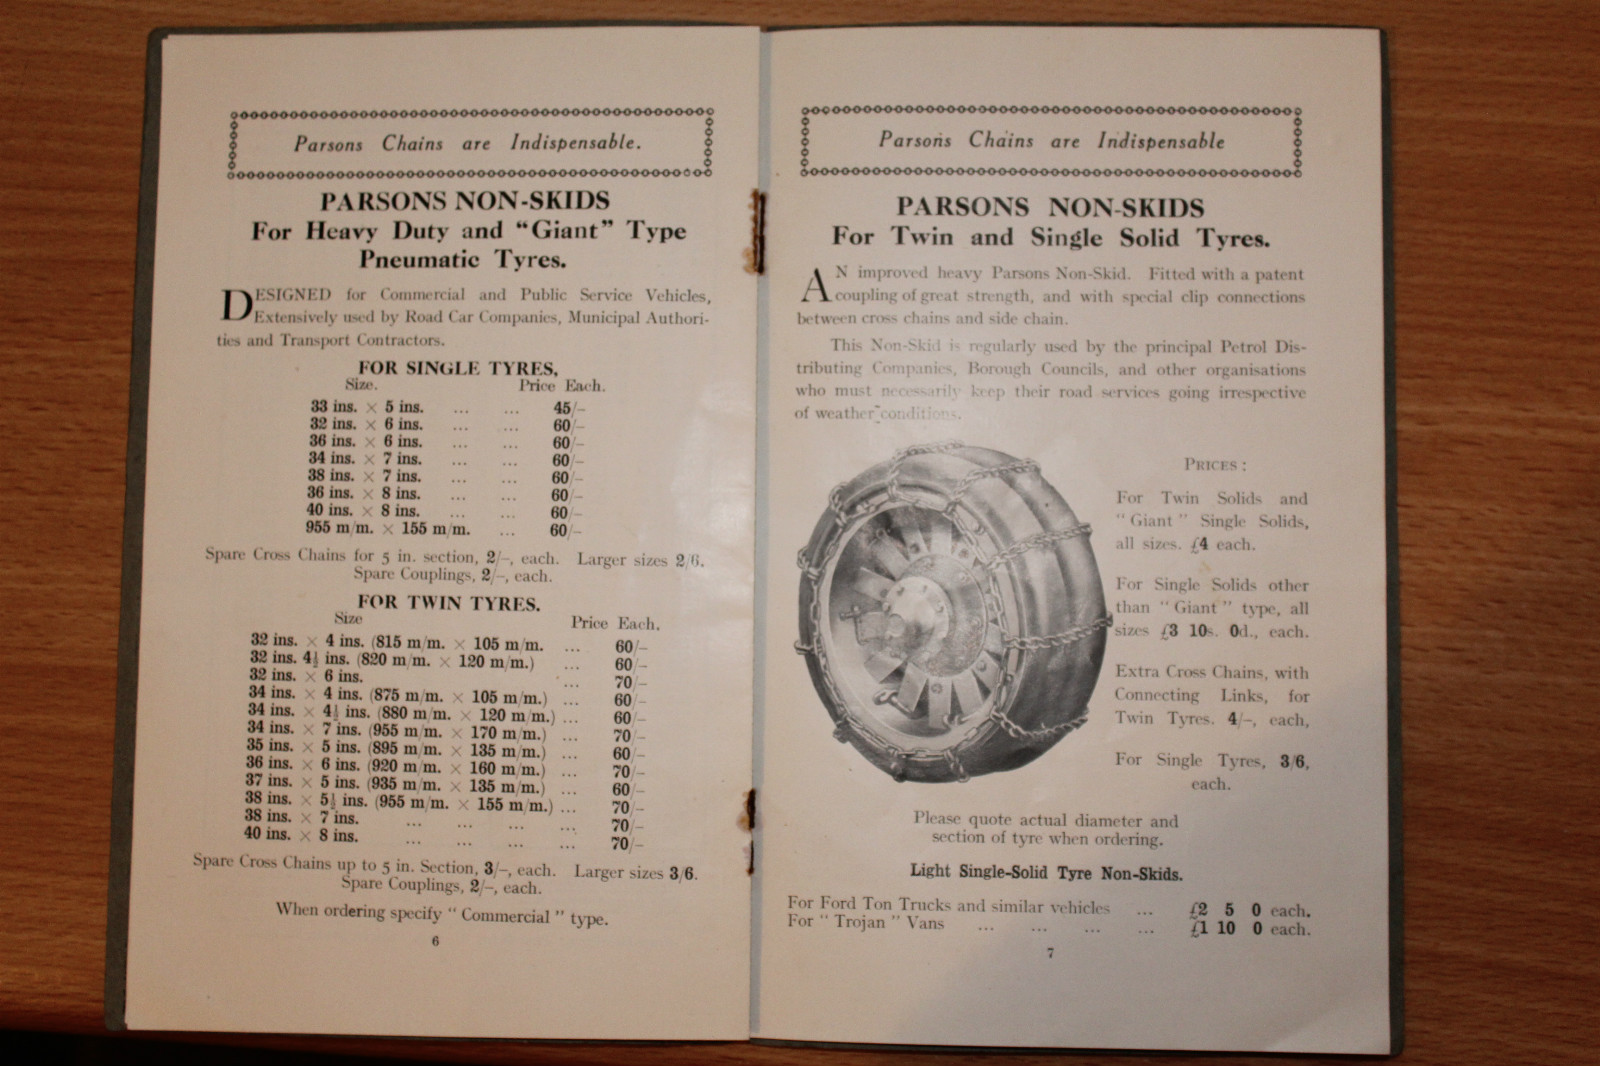 Parsons Chains are Indispensable.
PARSONS NON-SKIDS
For Heavy Duty and "Giant" Type
Pneumatic Tyres.
DESIGNED for Commercial and Public Service Vehicles,
Extensively used by Road Car Companies, Municipal Authori-
ties and Transport Contractors.
FOR SINGLE TYRES,
Size. Price Each.
33 ins. × 5 ins. ... ... 45/-
32 ins. × 6 ins. ... ... 60/-
36 ins. × 6 ins. ... ... 60/-
34 ins. × 7 ins. ... ... 60/-
38 ins. × 7 ins. ... ... 60/-
36 ins. × 8 ins. ... ... 60/-
40 ins. × 8 ins. ... ... 60/-
955 m/m. × 155 m/m. ... 60/-
Spare Cross Chains for 5 in. section, 2/-, each. Larger sizes 2/6.
Spare Couplings, 2/-, each.
FOR TWIN TYRES.
Size Price Each.
32 ins. × 4 ins. (815 m/m. × 105 m/m. ... 60/-
32 ins. 4½ ins. (820 m/m. × 120 m/m.) ... 60/-
32 ins. × 6 ins. ... 70/-
34 ins. × 4 ins. (875 m/m. × 105 m/m.) ... 60/-
34 ins. × 4½ ins. (880 m/m. × 120 m/m.) ... 60/-
34 ins. × 7 ins. (955 m/m. × 170 m/m.) ... 70/-
35 ins. × 5 ins. (895 m/m. × 135 m/m.) ... 60/-
36 ins. × 6 ins. (920 m/m. × 160 m/m.) ... 70/-
37 ins. × 5 ins. (935 m/m. × 135 m/m.) ... 60/-
38 ins. × 5½ ins. (955 m/m. × 155 m/m.) ... 70/-
38 ins. × 7 ins. ... ... ... ... 70/-
40 ins. × 8 ins. ... ... ... ... 70/-
Spare Cross Chains up to 5 in. Section, 3/-, each. Larger sizes 3/6.
Spare Couplings, 2/-, each.
When ordering specify "Commercial" type.
6
Parsons Chains are Indispensable
PARSONS NON-SKIDS
For Twin and Single Solid Tyres.
AN improved heavy Parsons Non-Skid. Fitted with a patent
coupling of great strength, and with special clip connections
between cross chains and side chain.
This Non-Skid is regularly used by the principal Petrol Dis-
tributing Companies, Borough Councils, and other organisations
who must necessarily keep their road services going irrespective
of weather conditions.
PRICES:
For Twin Solids and
"Giant" Single Solids,
all sizes. £4 each.
For Single Solids other
than "Giant" type, all
sizes £3 10s. 0d., each.
Extra Cross Chains, with
Connecting Links, for
Twin Tyres. 4/-, each,
For Single Tyres, 3/6,
each.
Please quote actual diameter and
section of tyre when ordering.
Light Single-Solid Tyre Non-Skids.
For Ford Ton Trucks and similar vehicles ... £2 5 0 each.
For "Trojan" Vans ... ... ... ... £1 10 0 each.
7